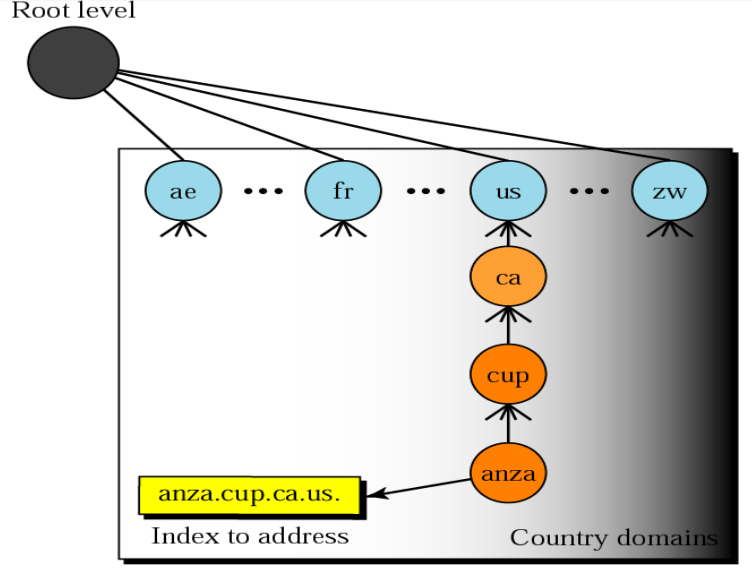 Root level
ae ••• fr ••• us ••• zw
ca
cup
anza
anza.cup.ca.us.
Index to address
Country domains